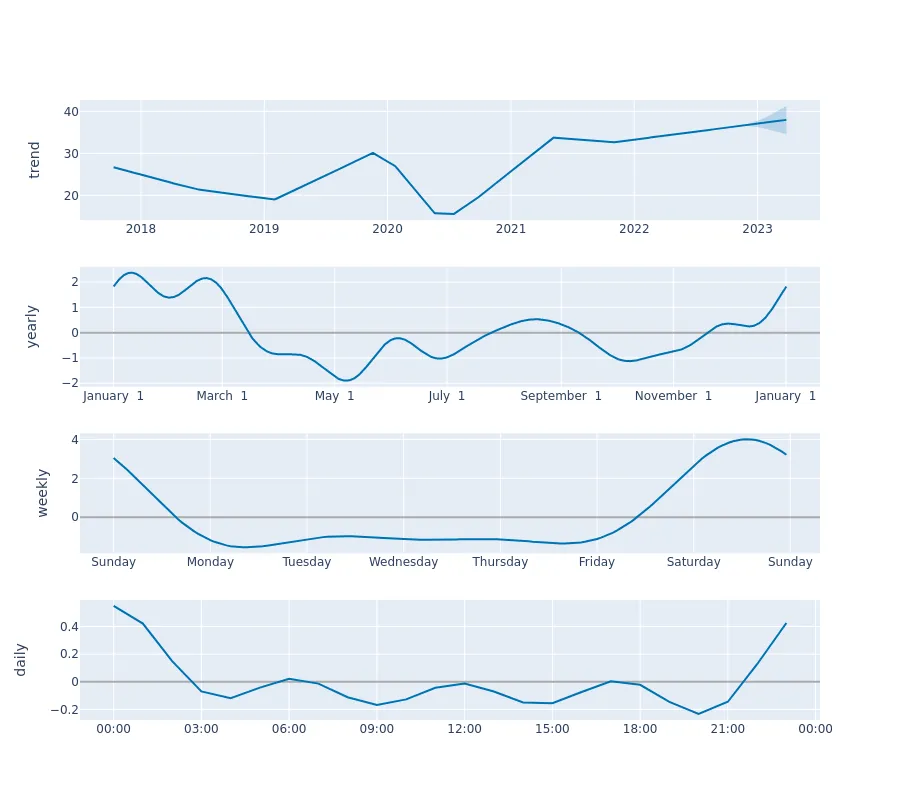 trend
40
30
20
2018 2019 2020 2021 2022 2023
yearly
2
1
0
−1
−2
January 1 March 1 May 1 July 1 September 1 November 1 January 1
weekly
4
2
0
Sunday Monday Tuesday Wednesday Thursday Friday Saturday Sunday
daily
0.4
0.2
0
−0.2
00:00 03:00 06:00 09:00 12:00 15:00 18:00 21:00 00:00